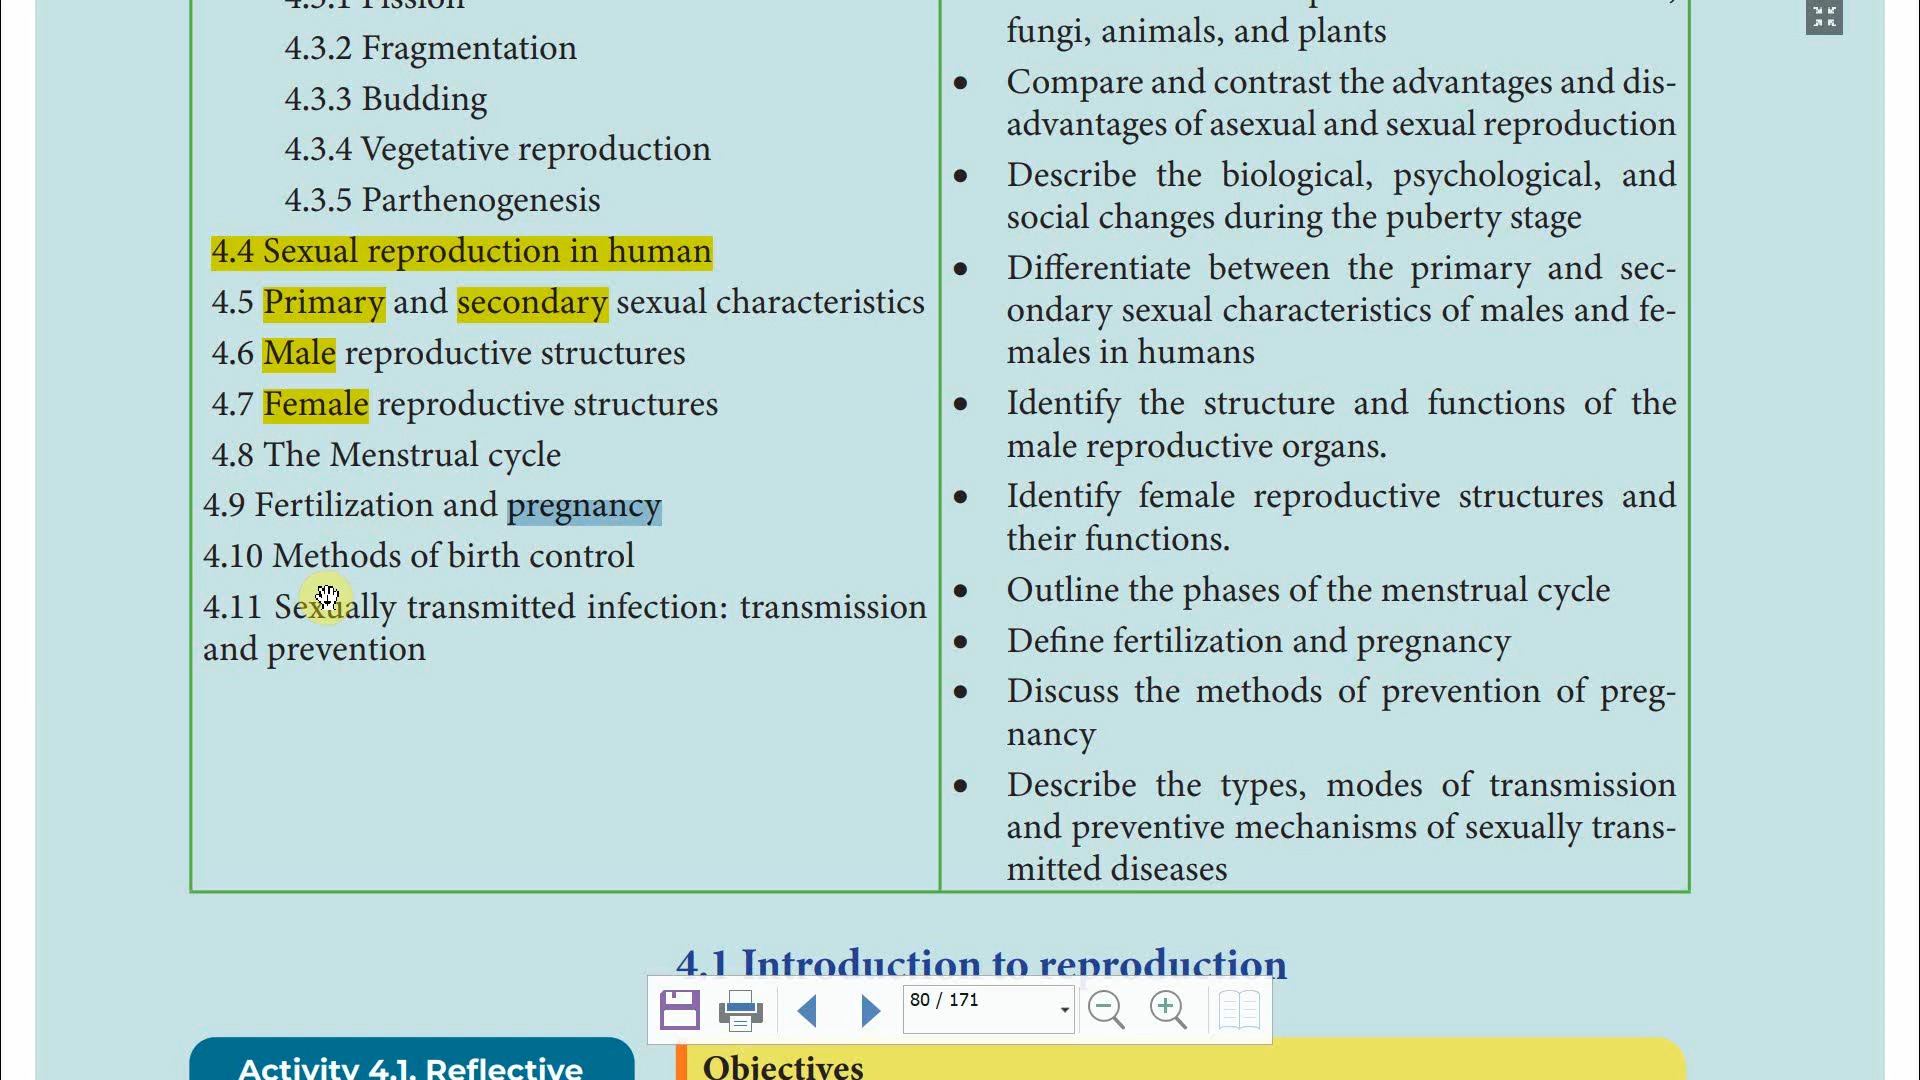 4.3.1 Fission
4.3.2 Fragmentation
4.3.3 Budding
4.3.4 Vegetative reproduction
4.3.5 Parthenogenesis
4.4 Sexual reproduction in human
4.5 Primary and secondary sexual characteristics
4.6 Male reproductive structures
4.7 Female reproductive structures
4.8 The Menstrual cycle
4.9 Fertilization and pregnancy
4.10 Methods of birth control
4.11 Sexually transmitted infection: transmission
and prevention
fungi, animals, and plants
• Compare and contrast the advantages and dis-
advantages of asexual and sexual reproduction
• Describe the biological, psychological, and
social changes during the puberty stage
• Differentiate between the primary and sec-
ondary sexual characteristics of males and fe-
males in humans
• Identify the structure and functions of the
male reproductive organs.
• Identify female reproductive structures and
their functions.
• Outline the phases of the menstrual cycle
• Define fertilization and pregnancy
• Discuss the methods of prevention of preg-
nancy
• Describe the types, modes of transmission
and preventive mechanisms of sexually trans-
mitted diseases
4.1 Introduction to reproduction
80 / 171
Activity 4.1. Reflective
Objectives